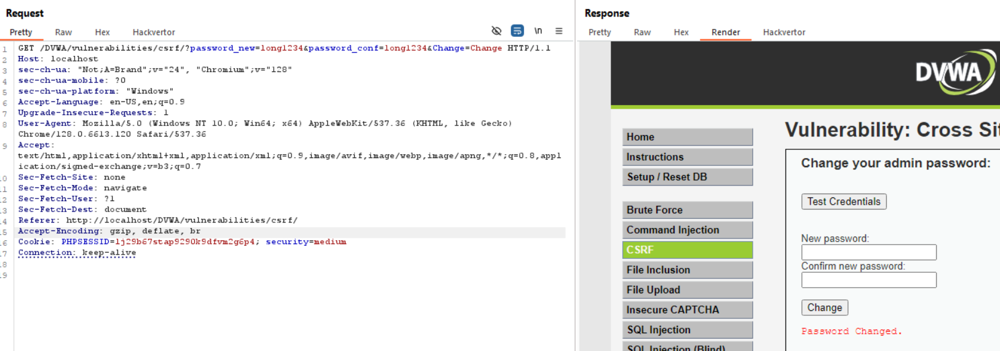 Request
Pretty Raw Hex Hackvertor
\n
1 GET /DVWA/vulnerabilities/csrf/?password_new=long1234&password_conf=long1234&Change=Change HTTP/1.1
2 Host: localhost
3 sec-ch-ua: "Not;A=Brand";v="24", "Chromium";v="128"
4 sec-ch-ua-mobile: ?0
5 sec-ch-ua-platform: "Windows"
6 Accept-Language: en-US,en;q=0.9
7 Upgrade-Insecure-Requests: 1
8 User-Agent: Mozilla/5.0 (Windows NT 10.0; Win64; x64) AppleWebKit/537.36 (KHTML, like Gecko)
Chrome/128.0.6613.120 Safari/537.36
9 Accept:
text/html,application/xhtml+xml,application/xml;q=0.9,image/avif,image/webp,image/apng,*/*;q=0.8,appl
ication/signed-exchange;v=b3;q=0.7
10 Sec-Fetch-Site: none
11 Sec-Fetch-Mode: navigate
12 Sec-Fetch-User: ?1
13 Sec-Fetch-Dest: document
14 Referer: http://localhost/DVWA/vulnerabilities/csrf/
15 Accept-Encoding: gzip, deflate, br
16 Cookie: PHPSESSID=1j29b67stap9290k9dfvm2g6p4; security=medium
17 Connection: keep-alive
18
19
Response
Pretty Raw Hex Render Hackvertor
DVWA
Home
Instructions
Setup / Reset DB
Brute Force
Command Injection
CSRF
File Inclusion
File Upload
Insecure CAPTCHA
SQL Injection
SQL Injection (Blind)
Vulnerability: Cross Sit
Change your admin password:
Test Credentials
New password:
Confirm new password:
Change
Password Changed.